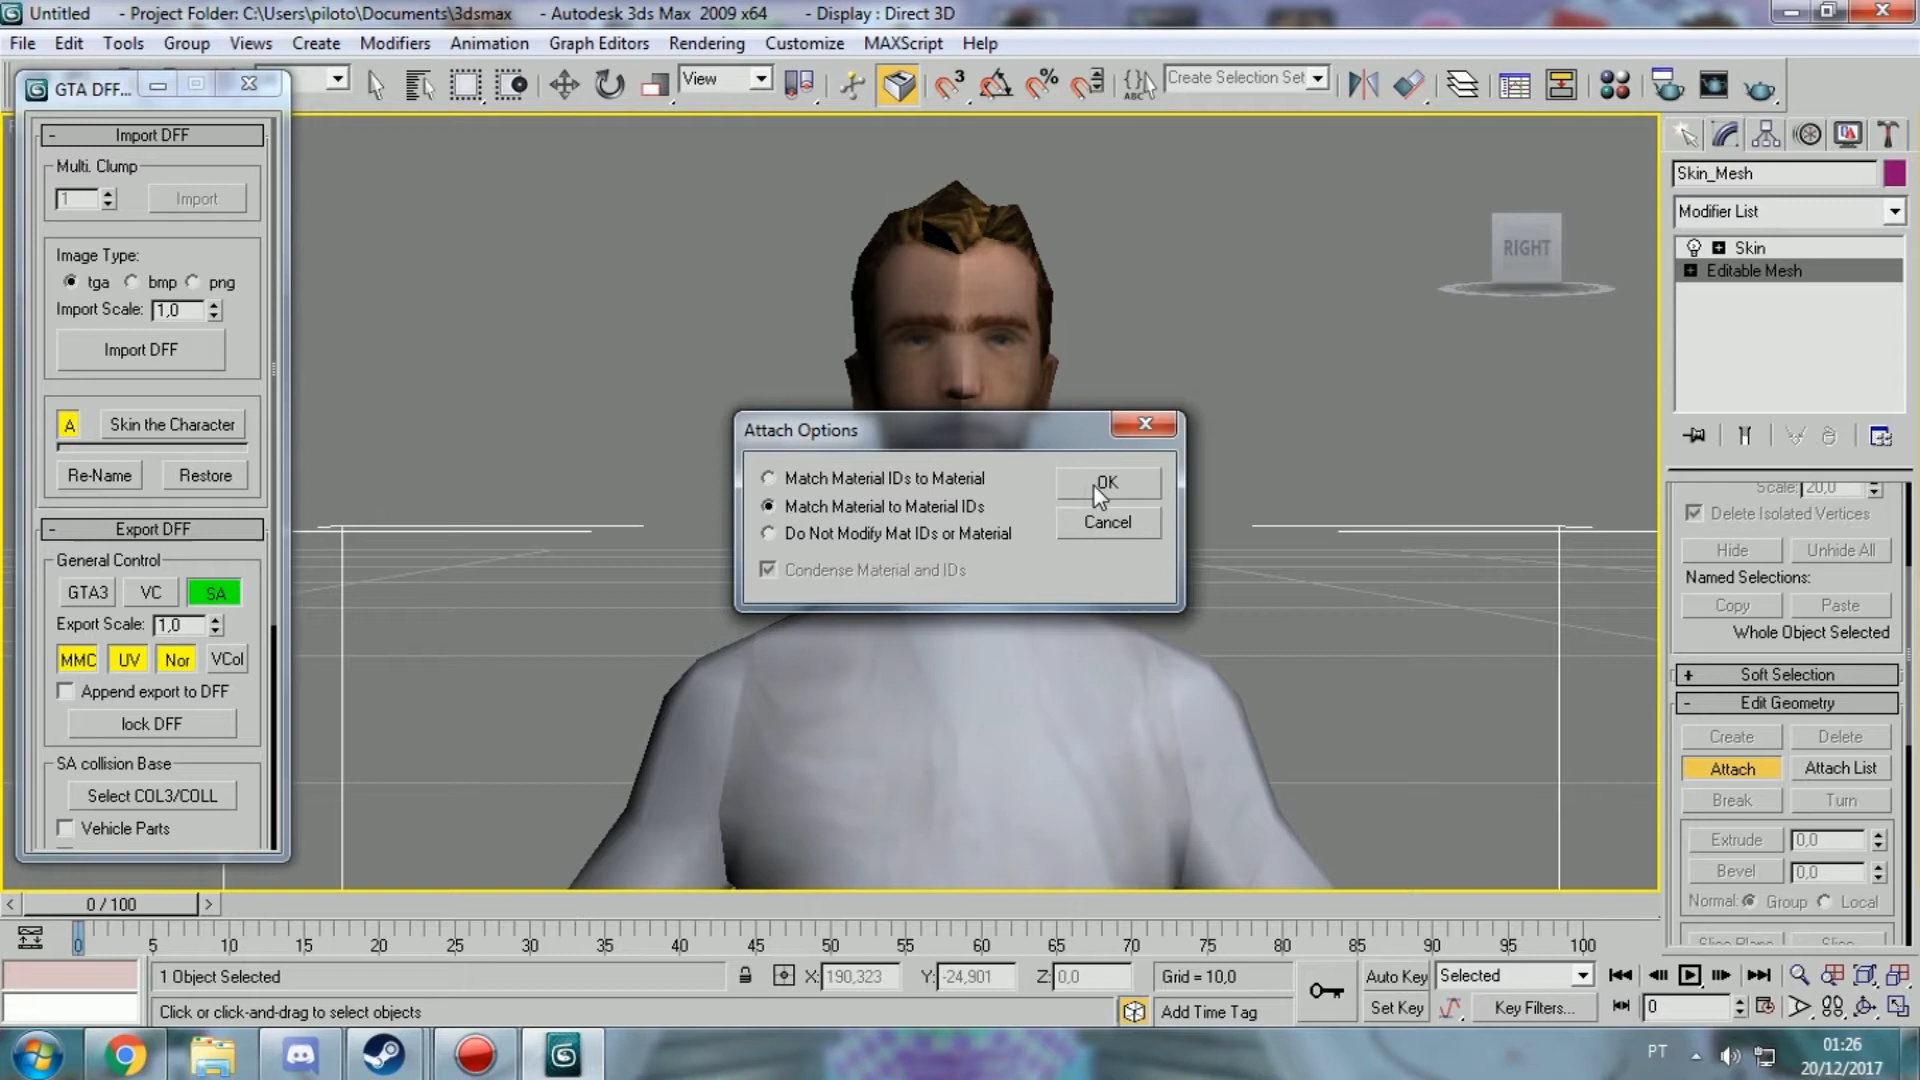 Untitled - Project Folder: C:\Users\piloto\Documents\3dsmax - Autodesk 3ds Max 2009 x64 - Display : Direct 3D
File Edit Tools Group Views Create Modifiers Animation Graph Editors Rendering Customize MAXScript Help
GTA DFF...
View
3
%
ABC
Create Selection Set
- Import DFF
Multi. Clump
1 Import
Image Type:
tga bmp png
Import Scale: 1,0
Import DFF
A Skin the Character
Re-Name Restore
- Export DFF
General Control
GTA3 VC SA
Export Scale: 1,0
MMC UV Nor VCol
Append export to DFF
lock DFF
SA collision Base
Select COL3/COLL
Vehicle Parts
RIGHT
Attach Options
Match Material IDs to Material
Match Material to Material IDs
Do Not Modify Mat IDs or Material
Condense Material and IDs
OK
Cancel
Skin_Mesh
Modifier List
Skin
Editable Mesh
Scale: 20,0
Delete Isolated Vertices
Hide Unhide All
Named Selections:
Copy Paste
Whole Object Selected
+ Soft Selection
- Edit Geometry
Create Delete
Attach Attach List
Break Turn
Extrude 0,0
Bevel 0,0
Normal: Group Local
Slice Plane Slice
< 0 / 100 >
0 5 10 15 20 25 30 35 40 45 50 55 60 65 70 75 80 85 90 95 100
1 Object Selected X: 190,323 Y: -24,901 Z: 0,0 Grid = 10,0 Auto Key Selected
Click or click-and-drag to select objects Add Time Tag Set Key Key Filters... 0
PT 01:26
20/12/2017